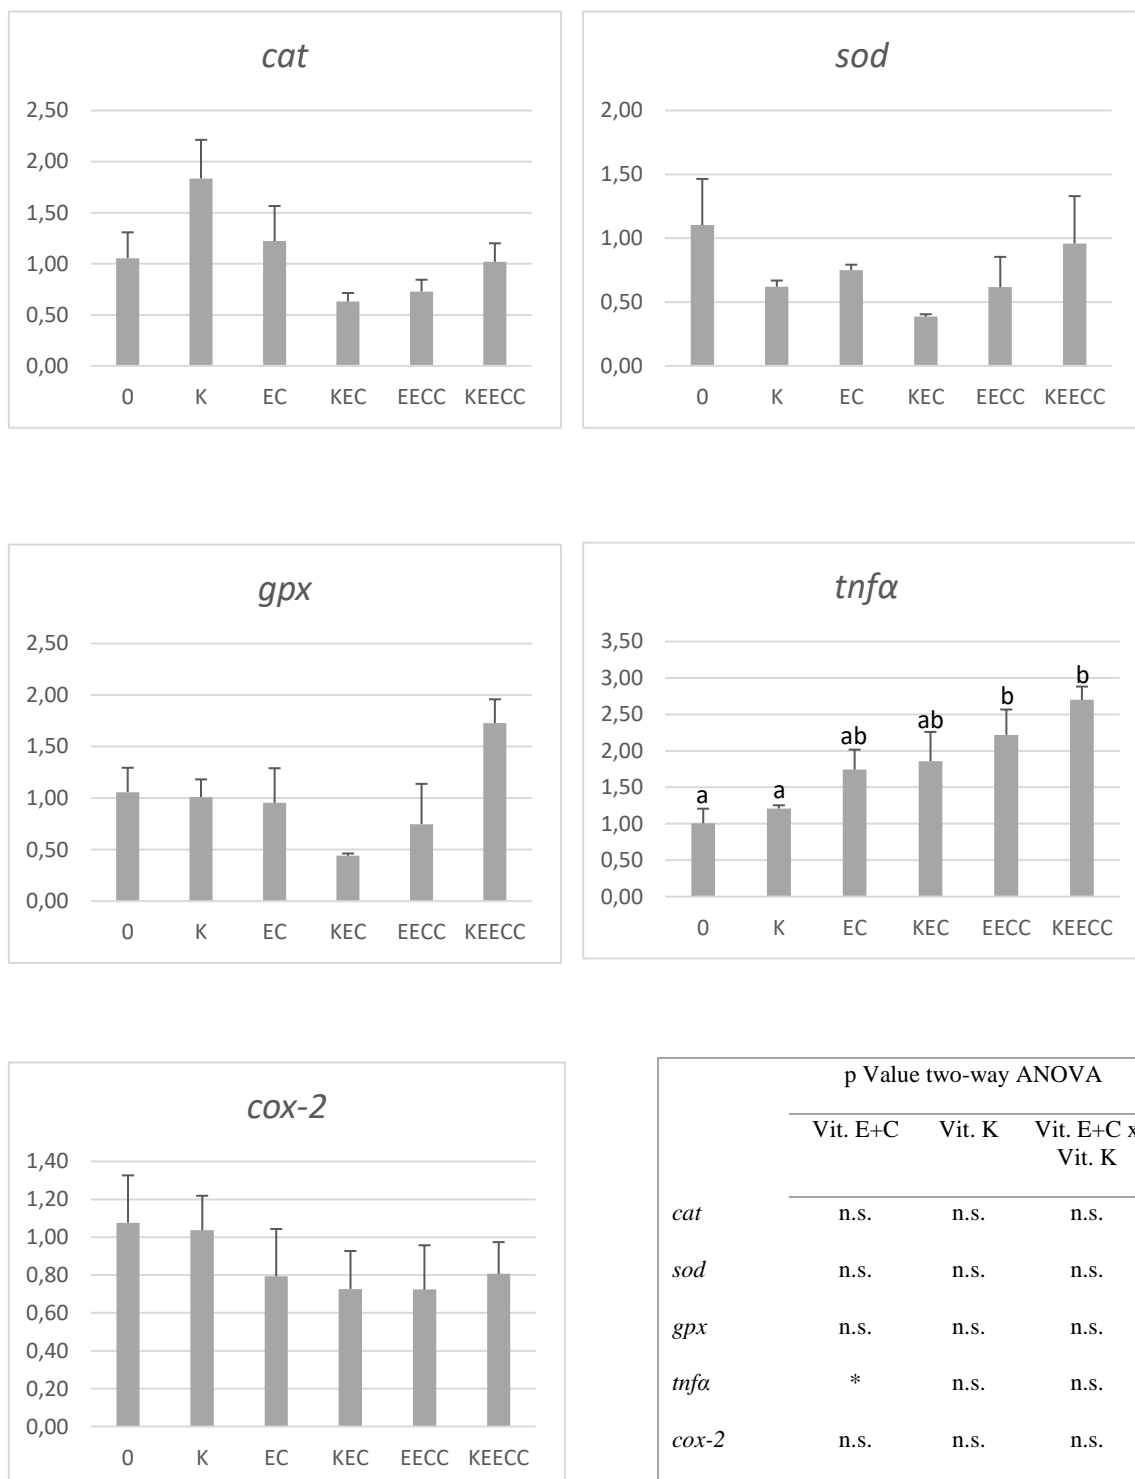 cat
2,50
2,00
1,50
1,00
0,50
0,00
0 K EC KEC EECC KEECC
sod
2,00
1,50
1,00
0,50
0,00
0 K EC KEC EECC KEECC
gpx
2,50
2,00
1,50
1,00
0,50
0,00
0 K EC KEC EECC KEECC
tnfα
3,50
3,00
2,50
2,00
1,50
1,00
0,50
0,00
a a ab ab b b
0 K EC KEC EECC KEECC
cox-2
1,40
1,20
1,00
0,80
0,60
0,40
0,20
0,00
0 K EC KEC EECC KEECC
p Value two-way ANOVA
Vit. E+C Vit. K Vit. E+C x
Vit. K
cat n.s. n.s. n.s.
sod n.s. n.s. n.s.
gpx n.s. n.s. n.s.
tnfα * n.s. n.s.
cox-2 n.s. n.s. n.s.